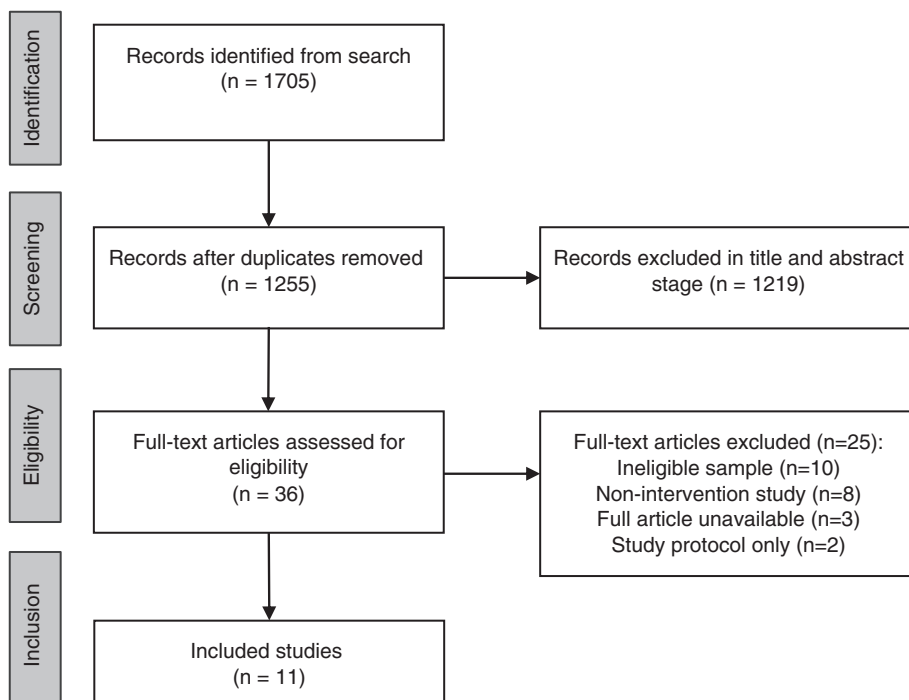 Identification
Records identified from search
(n = 1705)
Screening
Records after duplicates removed
(n = 1255)
Records excluded in title and abstract
stage (n = 1219)
Eligibility
Full-text articles assessed for
eligibility
(n = 36)
Full-text articles excluded (n=25):
Ineligible sample (n=10)
Non-intervention study (n=8)
Full article unavailable (n=3)
Study protocol only (n=2)
Inclusion
Included studies
(n = 11)